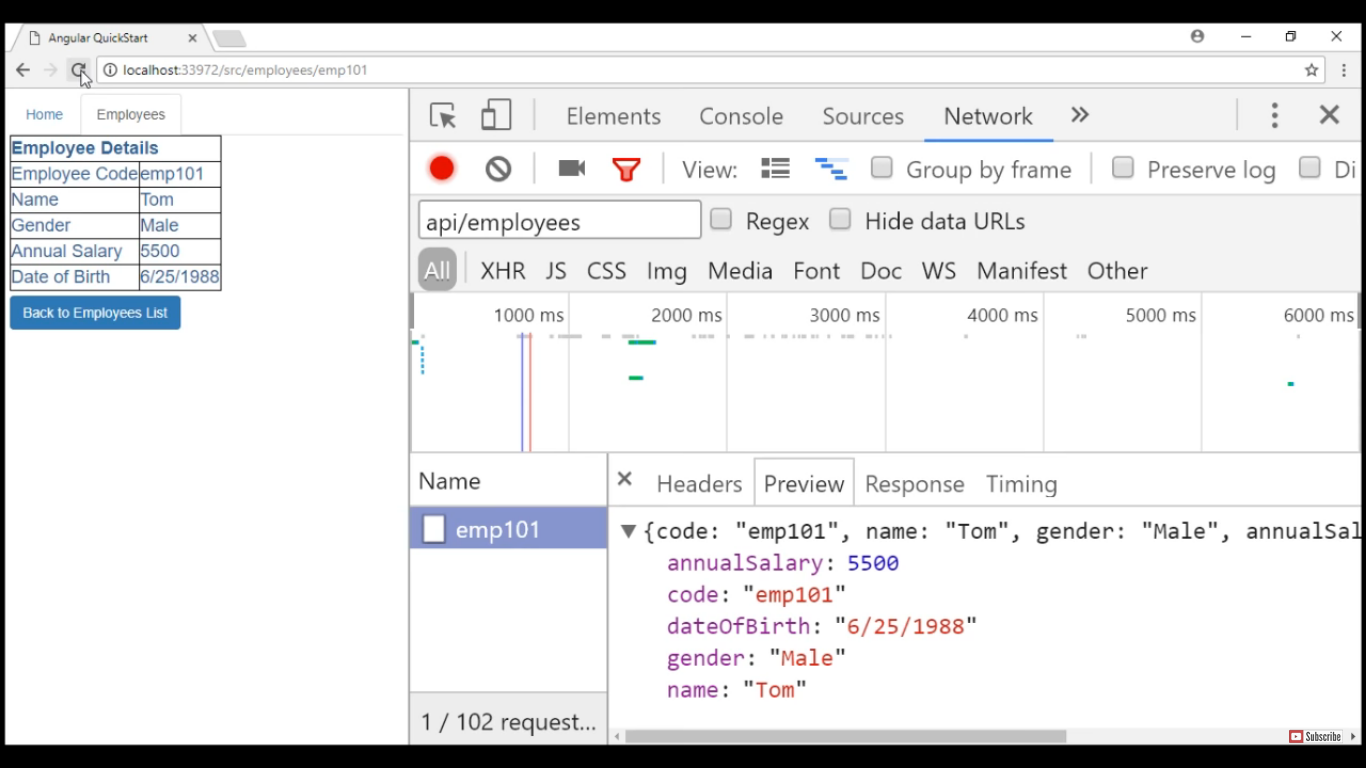 Angular QuickStart
localhost:33972/src/employees/emp101
Home Employees
Employee Details
Employee Code emp101
Name Tom
Gender Male
Annual Salary 5500
Date of Birth 6/25/1988
Back to Employees List
Elements Console Sources Network
View: Group by frame Preserve log Di
api/employees Regex Hide data URLs
All XHR JS CSS Img Media Font Doc WS Manifest Other
1000 ms 2000 ms 3000 ms 4000 ms 5000 ms 6000 ms
Name
emp101
1 / 102 request...
Headers Preview Response Timing
{code: "emp101", name: "Tom", gender: "Male", annualSal
annualSalary: 5500
code: "emp101"
dateOfBirth: "6/25/1988"
gender: "Male"
name: "Tom"
Subscribe